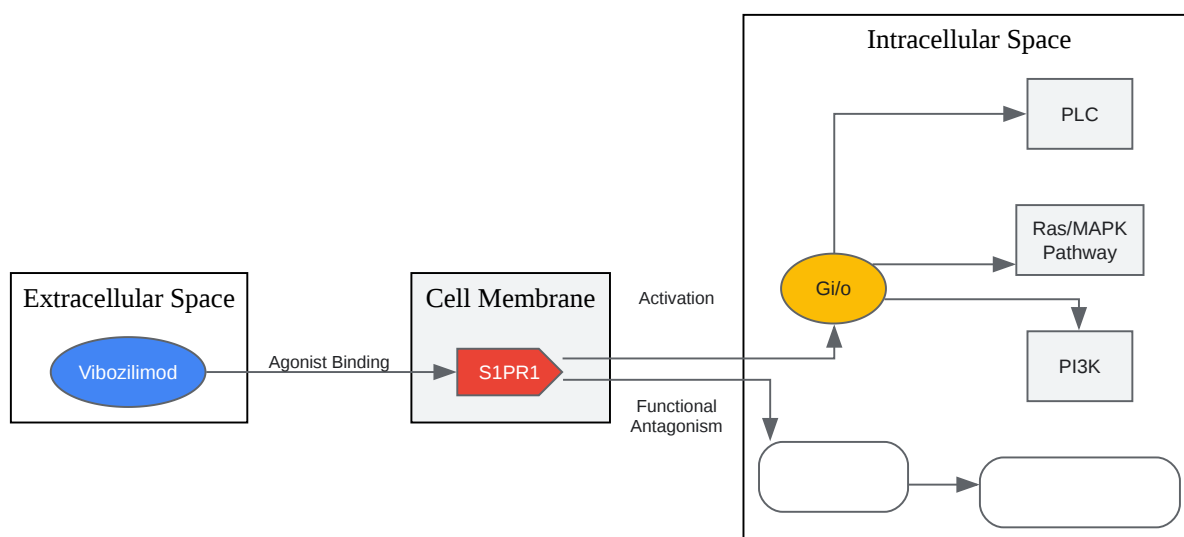 Intracellular Space
PLC
Ras/MAPK
Pathway
Gi/o
PI3K
Extracellular Space
Vibozilimod
Agonist Binding
Cell Membrane
S1PR1
Activation
Functional
Antagonism